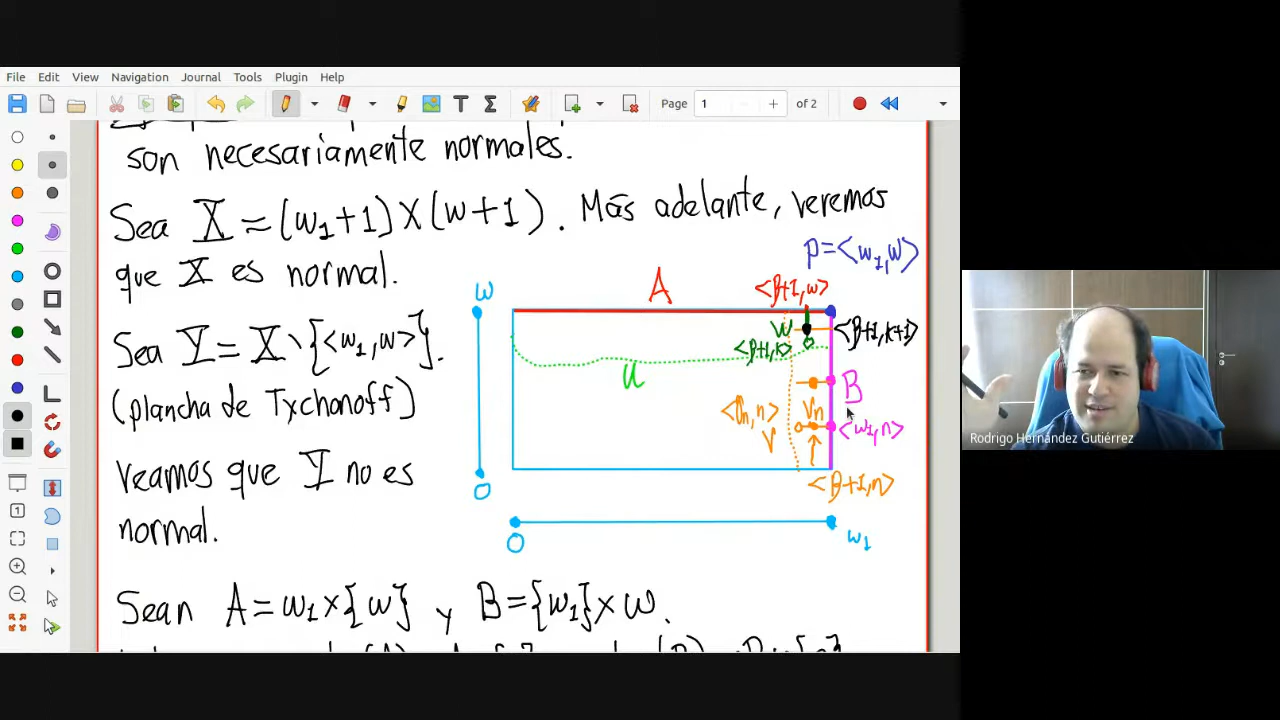 File Edit View Navigation Journal Tools Plugin Help
Page 1 of 2
son necesariamente normales.
Sea X = (ω₁+1)×(ω+1). Más adelante, veremos
que X es normal.
p=<ω₁,ω>
ω
A
<β+1,ω>
W
<β+1,k+1>
<β+1,k>
U
Sea Y = X \ {<ω₁,ω>}.
(plancha de Tychonoff)
B
<βn,n>
Vn
<ω₁,n>
V
<β+1,n>
veamos que Y no es
normal.
0
0
ω₁
Sean A = ω₁×{ω} y B={ω₁}×ω.
Rodrigo Hernández Gutiérrez